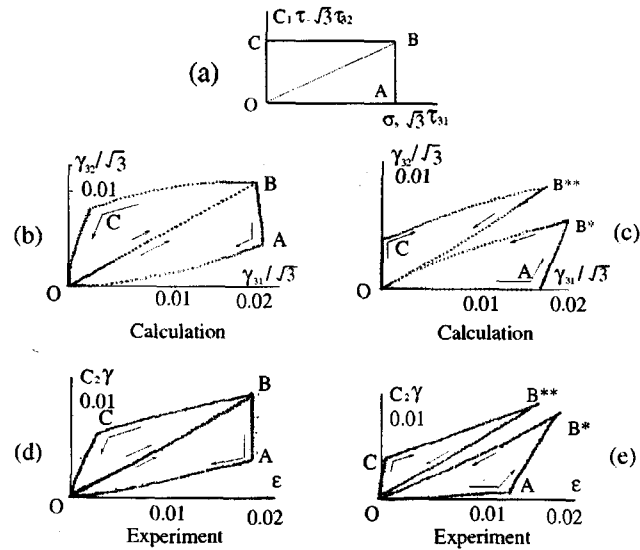 C₁τ √3τ₃₂
C
B
(a)
O
A
σ, √3τ₃₁
γ₃₂/√3
0.01
B
C
A
(b)
O
γ₃₁/√3
0.01
0.02
Calculation
γ₃₂/√3
0.01
B**
B*
C
A
(c)
O
γ₃₁/√3
0.01
0.02
Calculation
C₂γ
0.01
C
B
A
(d)
O
ε
0.01
0.02
Experiment
C₂γ
0.01
B**
B*
C
A
(e)
O
ε
0.01
0.02
Experiment